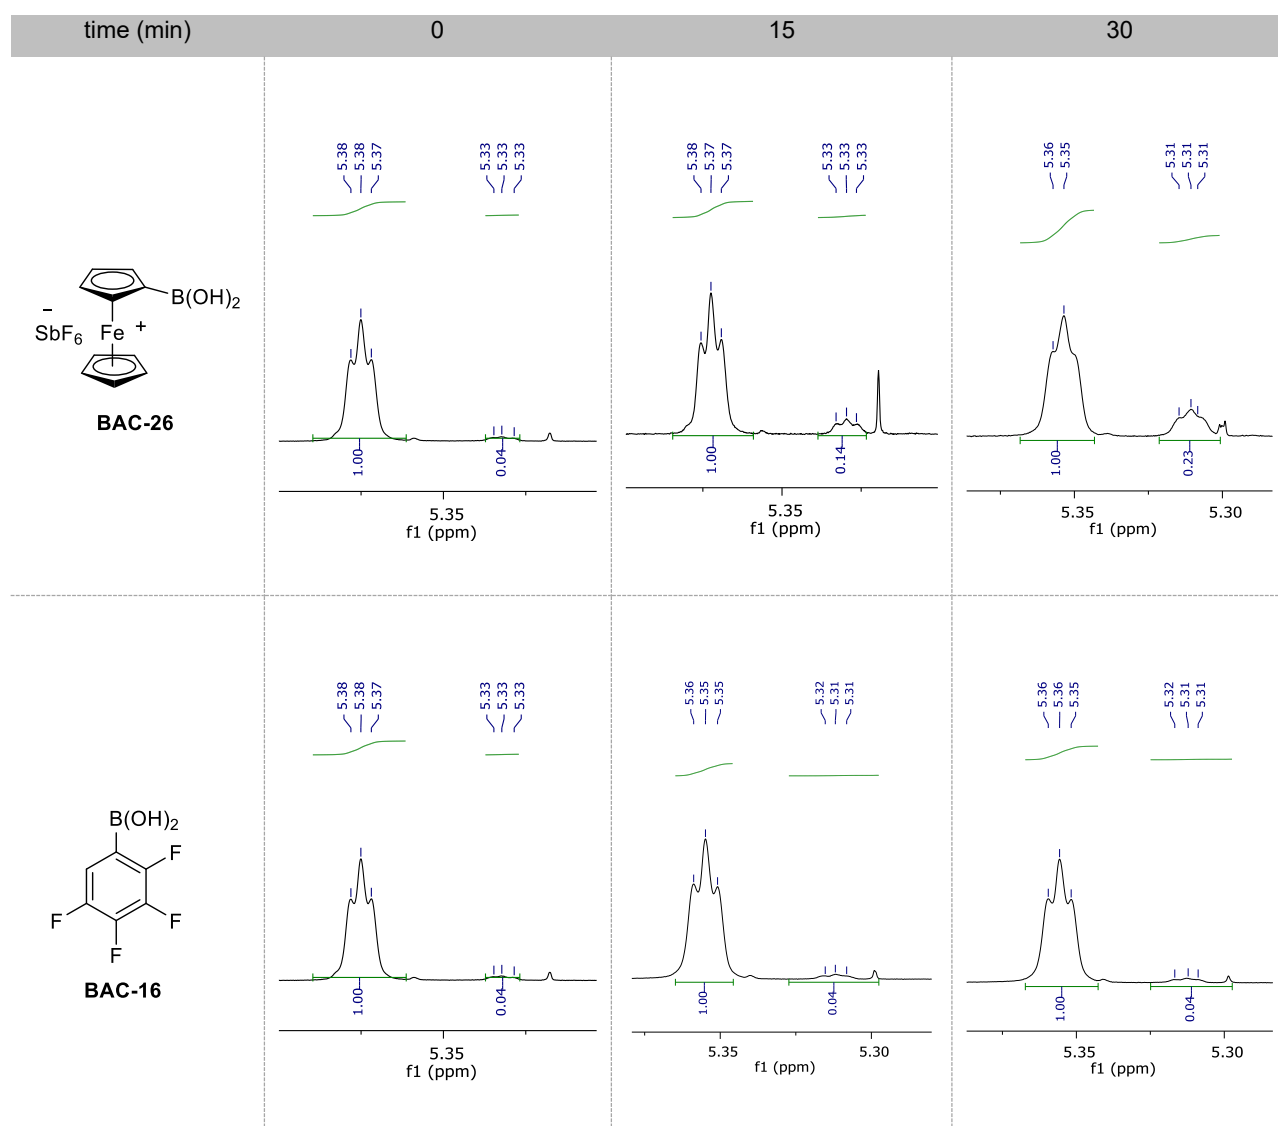 time (min) 0 15 30
5.38 5.38 5.37 5.33 5.33 5.33
5.38 5.37 5.37 5.33 5.33 5.33
5.36 5.35 5.31 5.31 5.31
B(OH)2
−
SbF6 Fe +
BAC-26
1.00 0.04
1.00 0.14
1.00 0.23
5.35
f1 (ppm)
5.35
f1 (ppm)
5.35 5.30
f1 (ppm)
5.38 5.38 5.37 5.33 5.33 5.33
5.36 5.35 5.35 5.32 5.31 5.31
5.36 5.36 5.35 5.32 5.31 5.31
B(OH)2
F
F F
F
BAC-16
1.00 0.04
1.00 0.04
1.00 0.04
5.35
f1 (ppm)
5.35 5.30
f1 (ppm)
5.35 5.30
f1 (ppm)